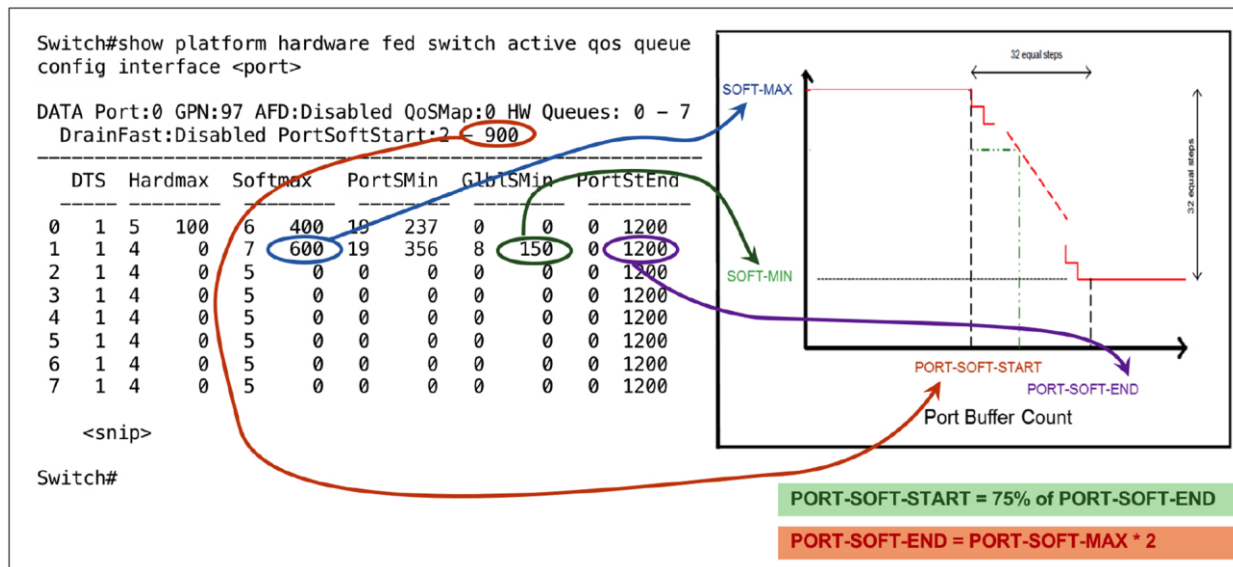 Switch#show platform hardware fed switch active qos queue
config interface <port>
DATA Port:0 GPN:97 AFD:Disabled QoSMap:0 HW Queues: 0 – 7
DrainFast:Disabled PortSoftStart:2 – 900
DTS Hardmax Softmax PortSMin GlblSMin PortStEnd
0 1 5 100 6 400 19 237 0 0 0 1200
1 1 4 0 7 600 19 356 8 150 0 1200
2 1 4 0 5 0 0 0 0 0 0 1200
3 1 4 0 5 0 0 0 0 0 0 1200
4 1 4 0 5 0 0 0 0 0 0 1200
5 1 4 0 5 0 0 0 0 0 0 1200
6 1 4 0 5 0 0 0 0 0 0 1200
7 1 4 0 5 0 0 0 0 0 0 1200
<snip>
Switch#
32 equal steps
SOFT-MAX
32 equal steps
SOFT-MIN
PORT-SOFT-START
PORT-SOFT-END
Port Buffer Count
PORT-SOFT-START = 75% of PORT-SOFT-END
PORT-SOFT-END = PORT-SOFT-MAX * 2